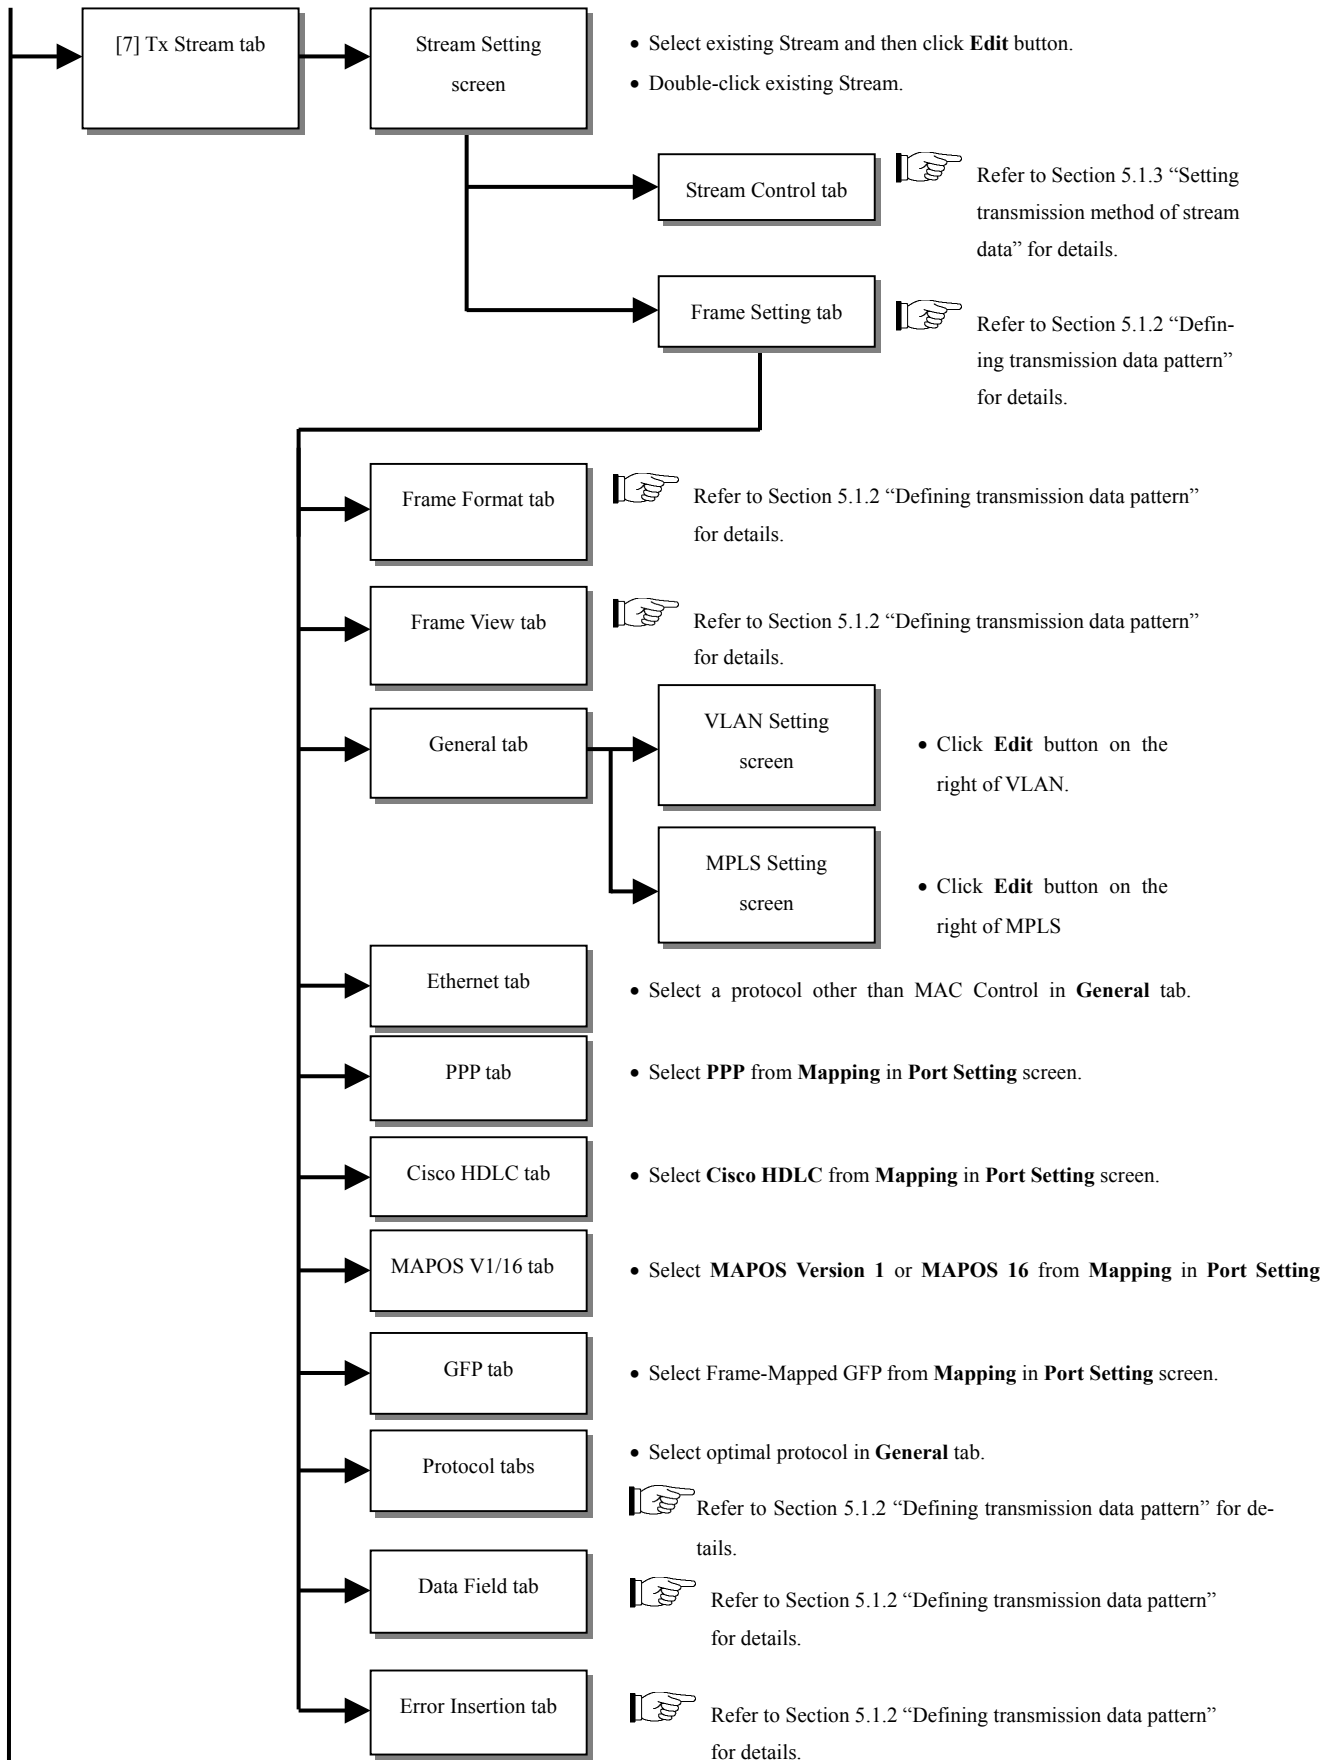 [7] Tx Stream tab
Stream Setting
screen
• Select existing Stream and then click Edit button.
• Double-click existing Stream.
Stream Control tab
Refer to Section 5.1.3 “Setting
transmission method of stream
data” for details.
Frame Setting tab
Refer to Section 5.1.2 “Defin-
ing transmission data pattern”
for details.
Frame Format tab
Refer to Section 5.1.2 “Defining transmission data pattern”
for details.
Frame View tab
Refer to Section 5.1.2 “Defining transmission data pattern”
for details.
General tab
VLAN Setting
screen
• Click Edit button on the
right of VLAN.
MPLS Setting
screen
• Click Edit button on the
right of MPLS
Ethernet tab
• Select a protocol other than MAC Control in General tab.
PPP tab
• Select PPP from Mapping in Port Setting screen.
Cisco HDLC tab
• Select Cisco HDLC from Mapping in Port Setting screen.
MAPOS V1/16 tab
• Select MAPOS Version 1 or MAPOS 16 from Mapping in Port Setting
GFP tab
• Select Frame-Mapped GFP from Mapping in Port Setting screen.
Protocol tabs
• Select optimal protocol in General tab.
Refer to Section 5.1.2 “Defining transmission data pattern” for de-
tails.
Data Field tab
Refer to Section 5.1.2 “Defining transmission data pattern”
for details.
Error Insertion tab
Refer to Section 5.1.2 “Defining transmission data pattern”
for details.